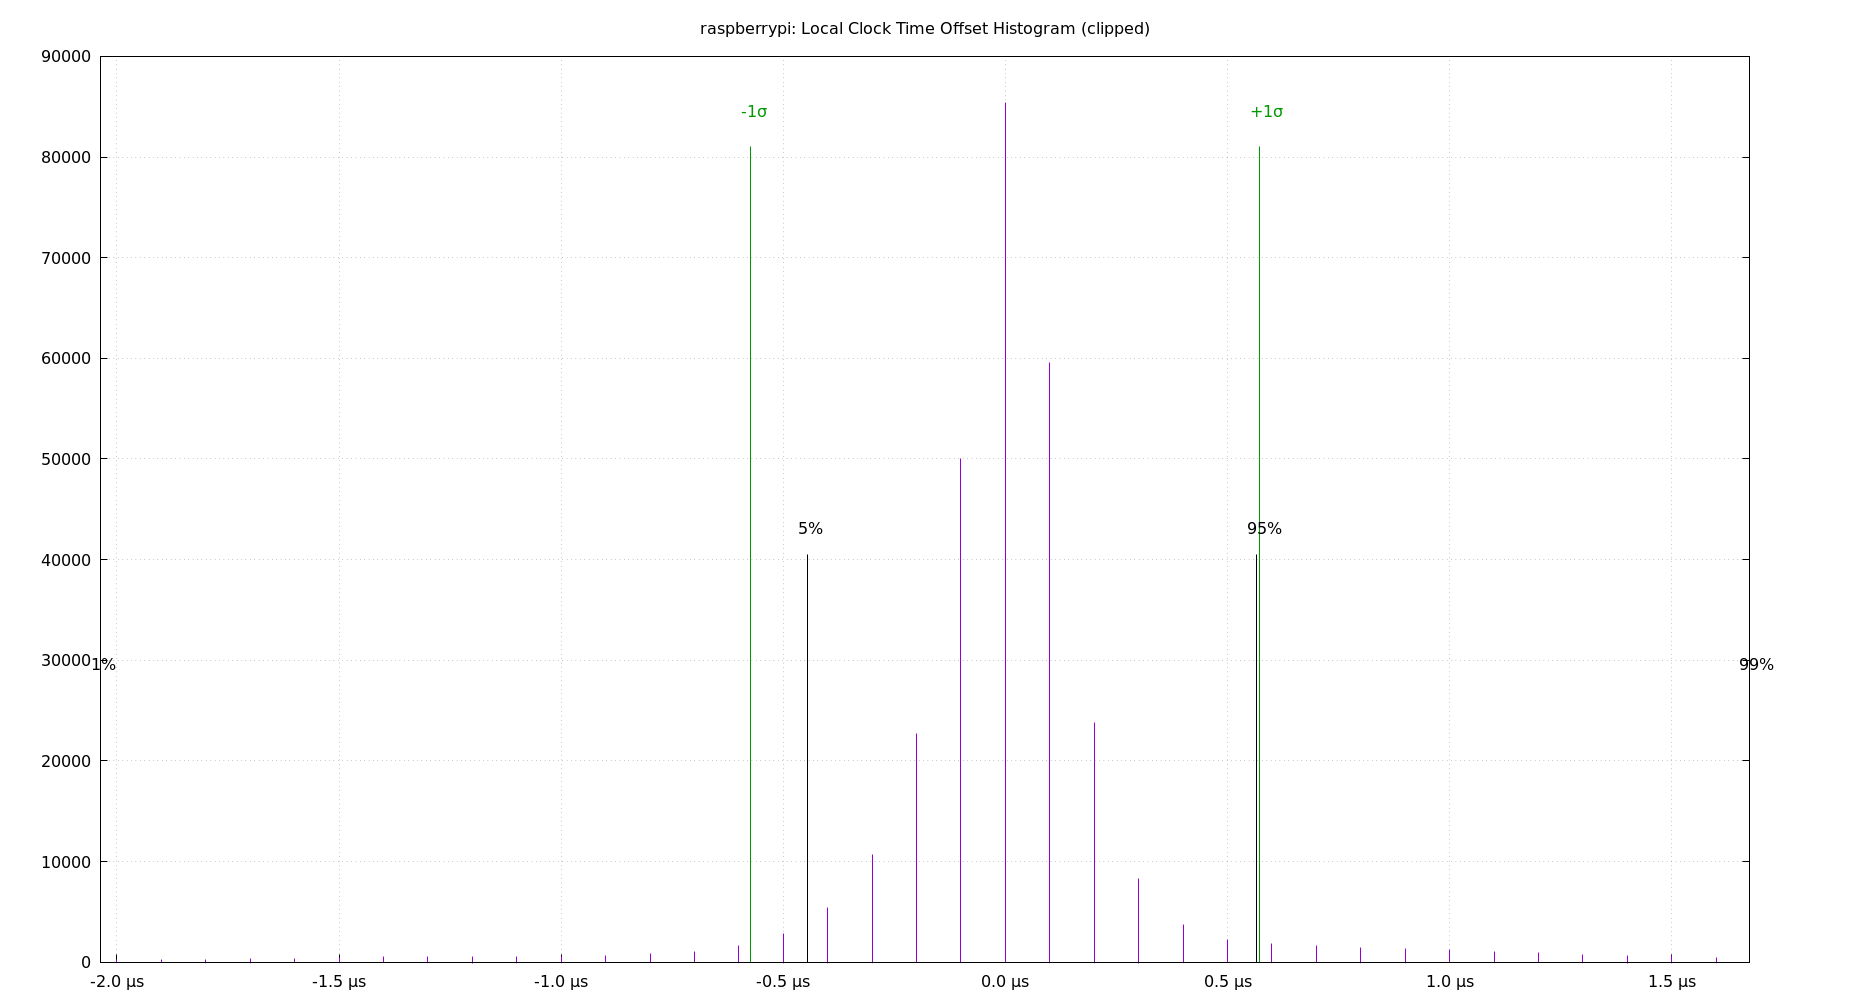 raspberrypi: Local Clock Time Offset Histogram (clipped)
90000
-1σ
+1σ
80000
70000
60000
50000
5%
95%
40000
30000
1%
99%
20000
10000
0
-2.0 µs
-1.5 µs
-1.0 µs
-0.5 µs
0.0 µs
0.5 µs
1.0 µs
1.5 µs